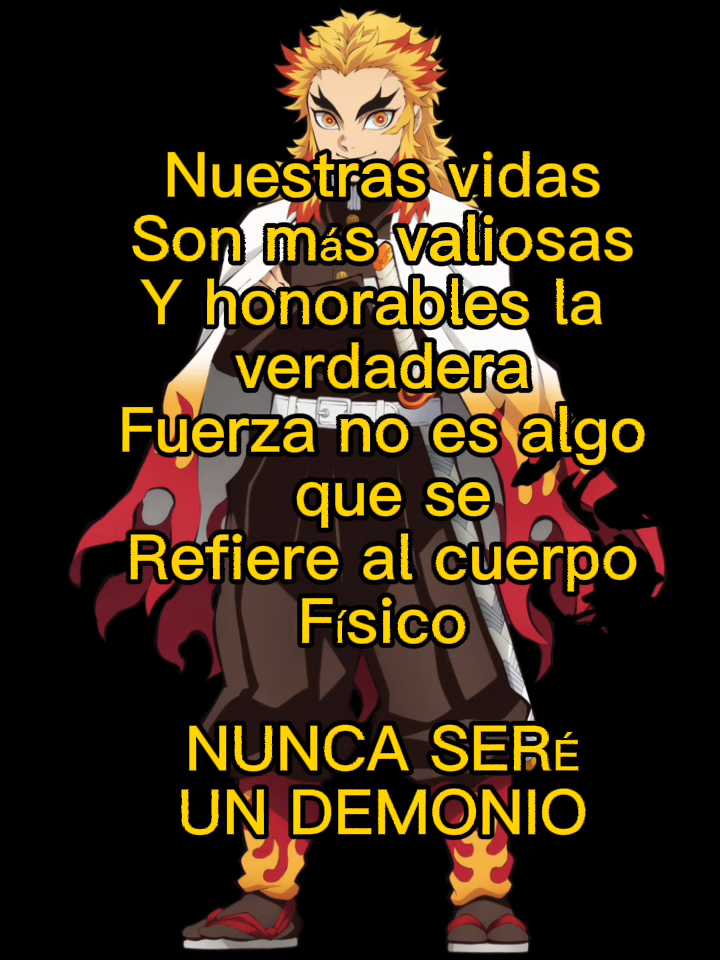 Nuestras vidas
Son más valiosas
Y honorables la
verdadera
Fuerza no es algo
que se
Refiere al cuerpo
Físico
NUNCA SERÉ
UN DEMONIO